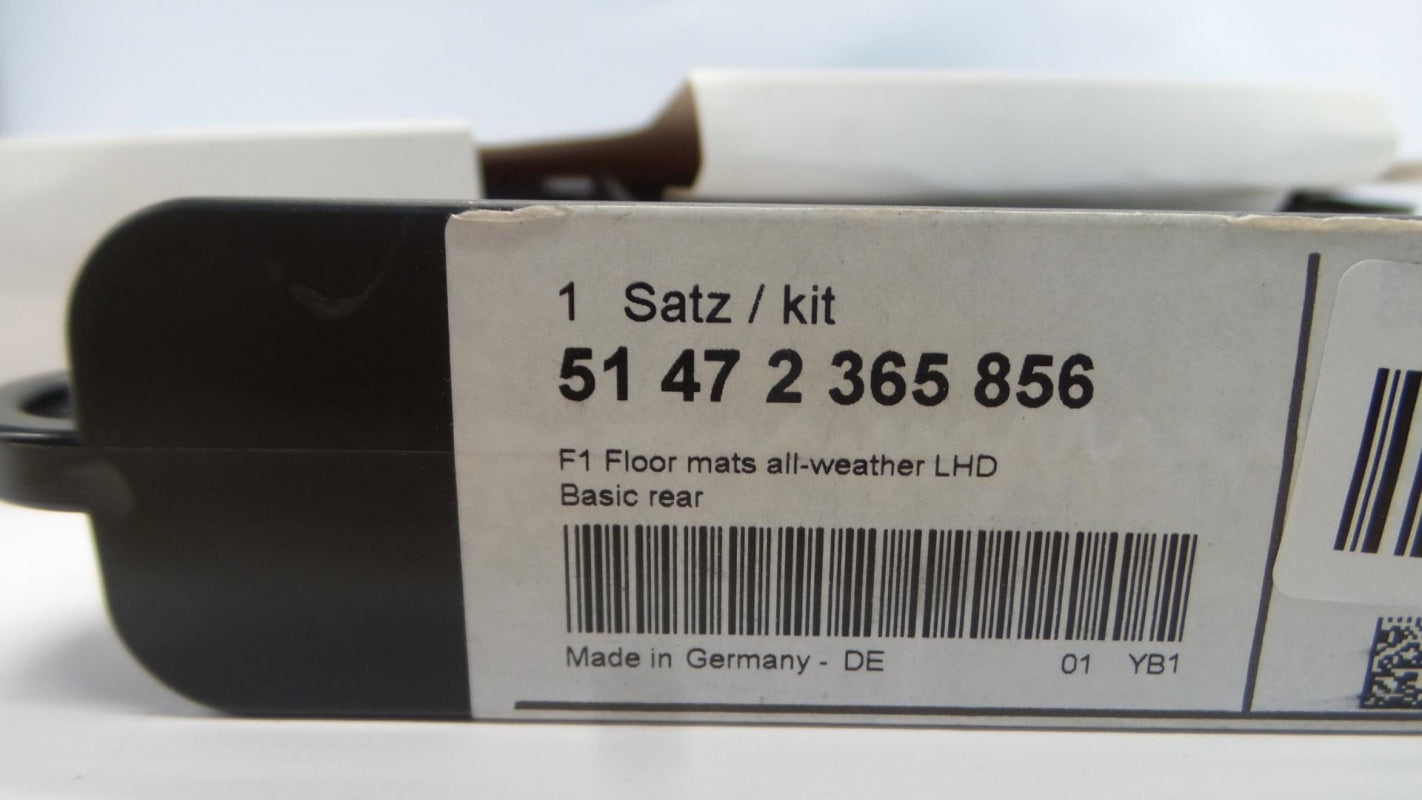 1 Satz / kit
51 47 2 365 856
F1 Floor mats all-weather LHD
Basic rear
Made in Germany - DE 01 YB1